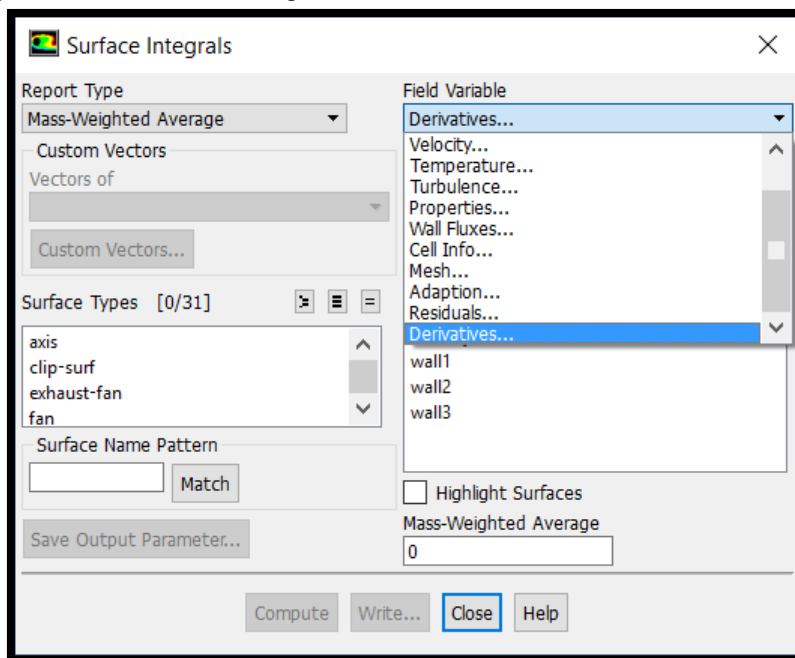 Surface Integrals
Report Type
Mass-Weighted Average
Custom Vectors
Vectors of
Custom Vectors...
Surface Types [0/31]
axis
clip-surf
exhaust-fan
fan
Surface Name Pattern
Match
Save Output Parameter...
Field Variable
Derivatives...
Velocity...
Temperature...
Turbulence...
Properties...
Wall Fluxes...
Cell Info...
Mesh...
Adaption...
Residuals...
Derivatives...
wall1
wall2
wall3
Highlight Surfaces
Mass-Weighted Average
0
Compute Write... Close Help